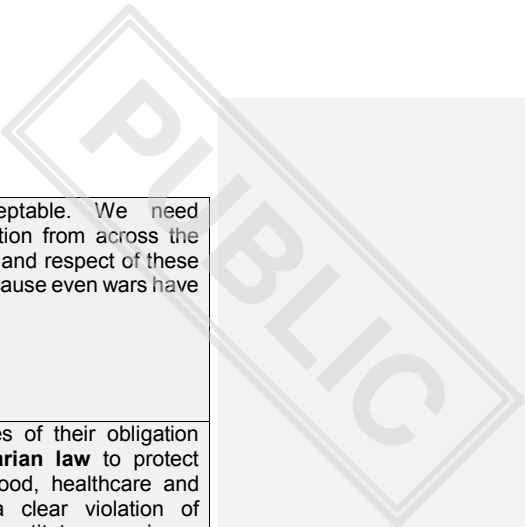 PUBLIC
eptable. We need
tion from across the
and respect of these
cause even wars have
es of their obligation
arian law to protect
ood, healthcare and
a clear violation of